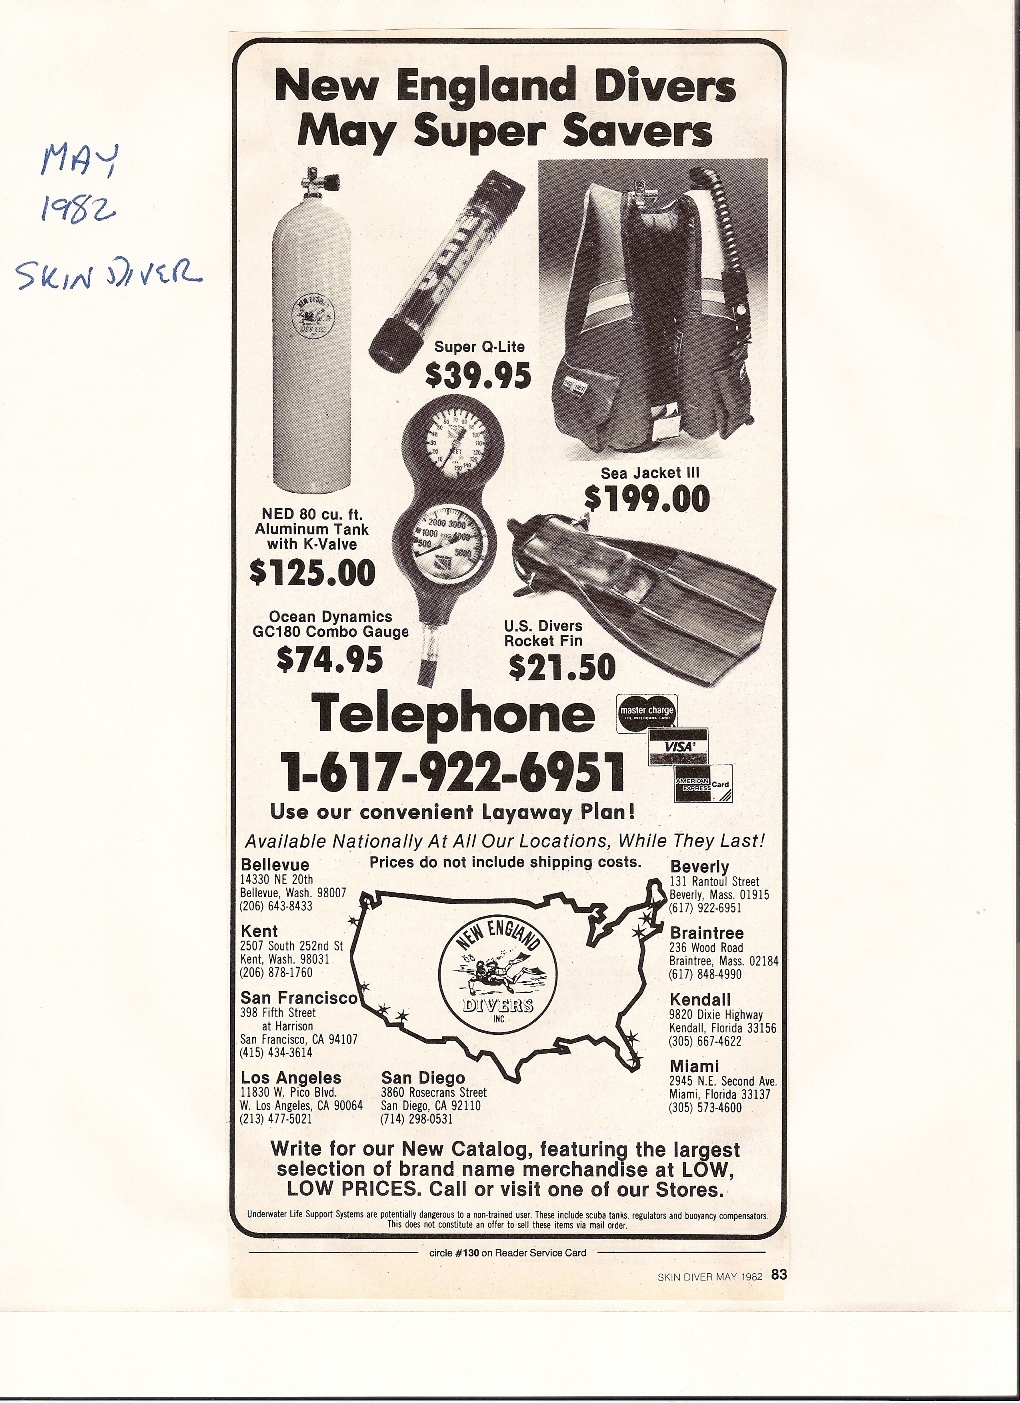 MAY
1982
SKIN DIVER
New England Divers
May Super Savers
Super Q-Lite
$39.95
Sea Jacket III
$199.00
NED 80 cu. ft.
Aluminum Tank
with K-Valve
$125.00
Ocean Dynamics
GC180 Combo Gauge
$74.95
U.S. Divers
Rocket Fin
$21.50
Telephone
1-617-922-6951
master charge
VISA
AMERICAN
EXPRESS
Card
Use our convenient Layaway Plan!
Available Nationally At All Our Locations, While They Last!
Prices do not include shipping costs.
Bellevue
14330 NE 20th
Bellevue, Wash. 98007
(206) 643-8433
Kent
2507 South 252nd St
Kent, Wash. 98031
(206) 878-1760
San Francisco
398 Fifth Street
at Harrison
San Francisco, CA 94107
(415) 434-3614
Los Angeles
11830 W. Pico Blvd.
W. Los Angeles, CA 90064
(213) 477-5021
San Diego
3860 Rosecrans Street
San Diego, CA 92110
(714) 298-0531
NEW ENGLAND
DIVERS
INC
Beverly
131 Rantoul Street
Beverly, Mass. 01915
(617) 922-6951
Braintree
236 Wood Road
Braintree, Mass. 02184
(617) 848-4990
Kendall
9820 Dixie Highway
Kendall, Florida 33156
(305) 667-4622
Miami
2945 N.E. Second Ave.
Miami, Florida 33137
(305) 573-4600
Write for our New Catalog, featuring the largest
selection of brand name merchandise at LOW,
LOW PRICES. Call or visit one of our Stores.
Underwater Life Support Systems are potentially dangerous to a non-trained user. These include scuba tanks, regulators and buoyancy compensators.
This does not constitute an offer to sell these items via mail order.
circle #130 on Reader Service Card
SKIN DIVER MAY 1982 83